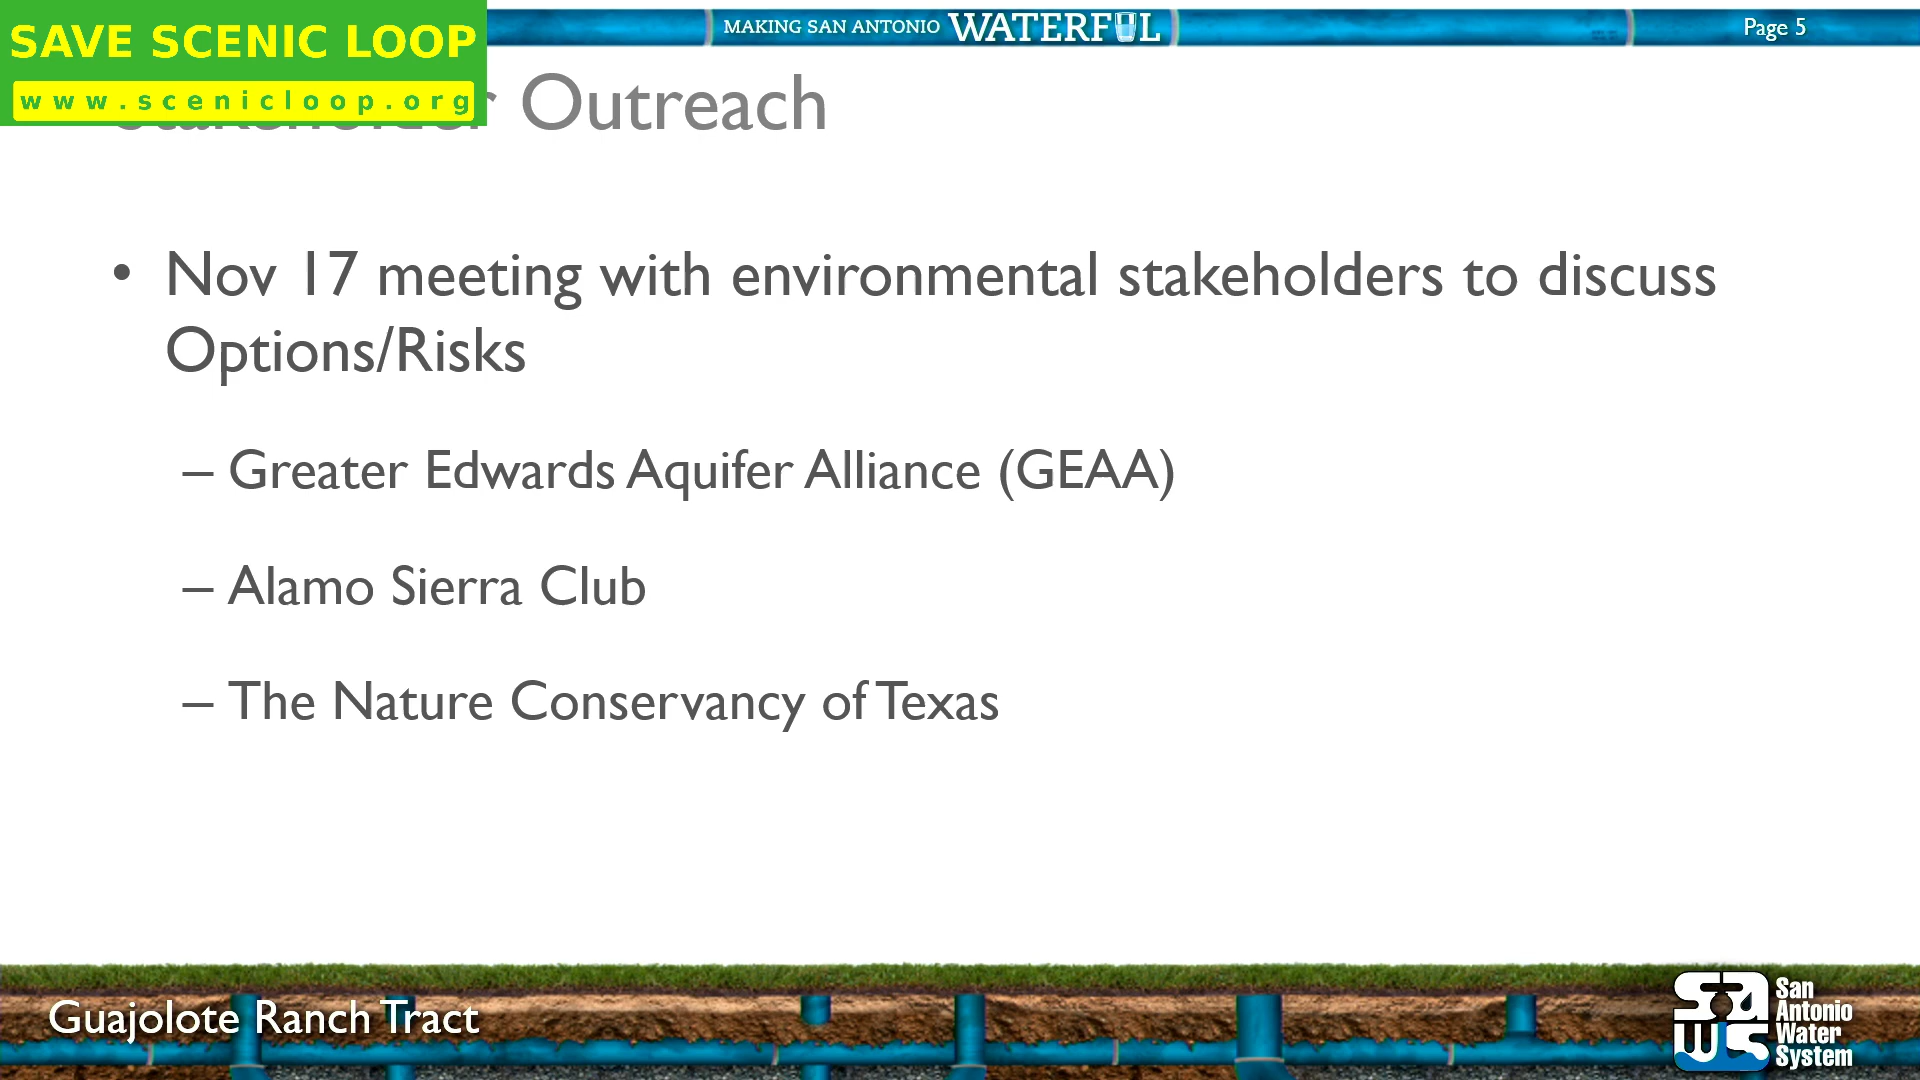 SAVE SCENIC LOOP
www.scenicloop.org
MAKING SAN ANTONIO WATERFUL
Page 5
Outreach
• Nov 17 meeting with environmental stakeholders to discuss
Options/Risks
– Greater Edwards Aquifer Alliance (GEAA)
– Alamo Sierra Club
– The Nature Conservancy of Texas
Guajolote Ranch Tract
saws
San
Antonio
Water
System